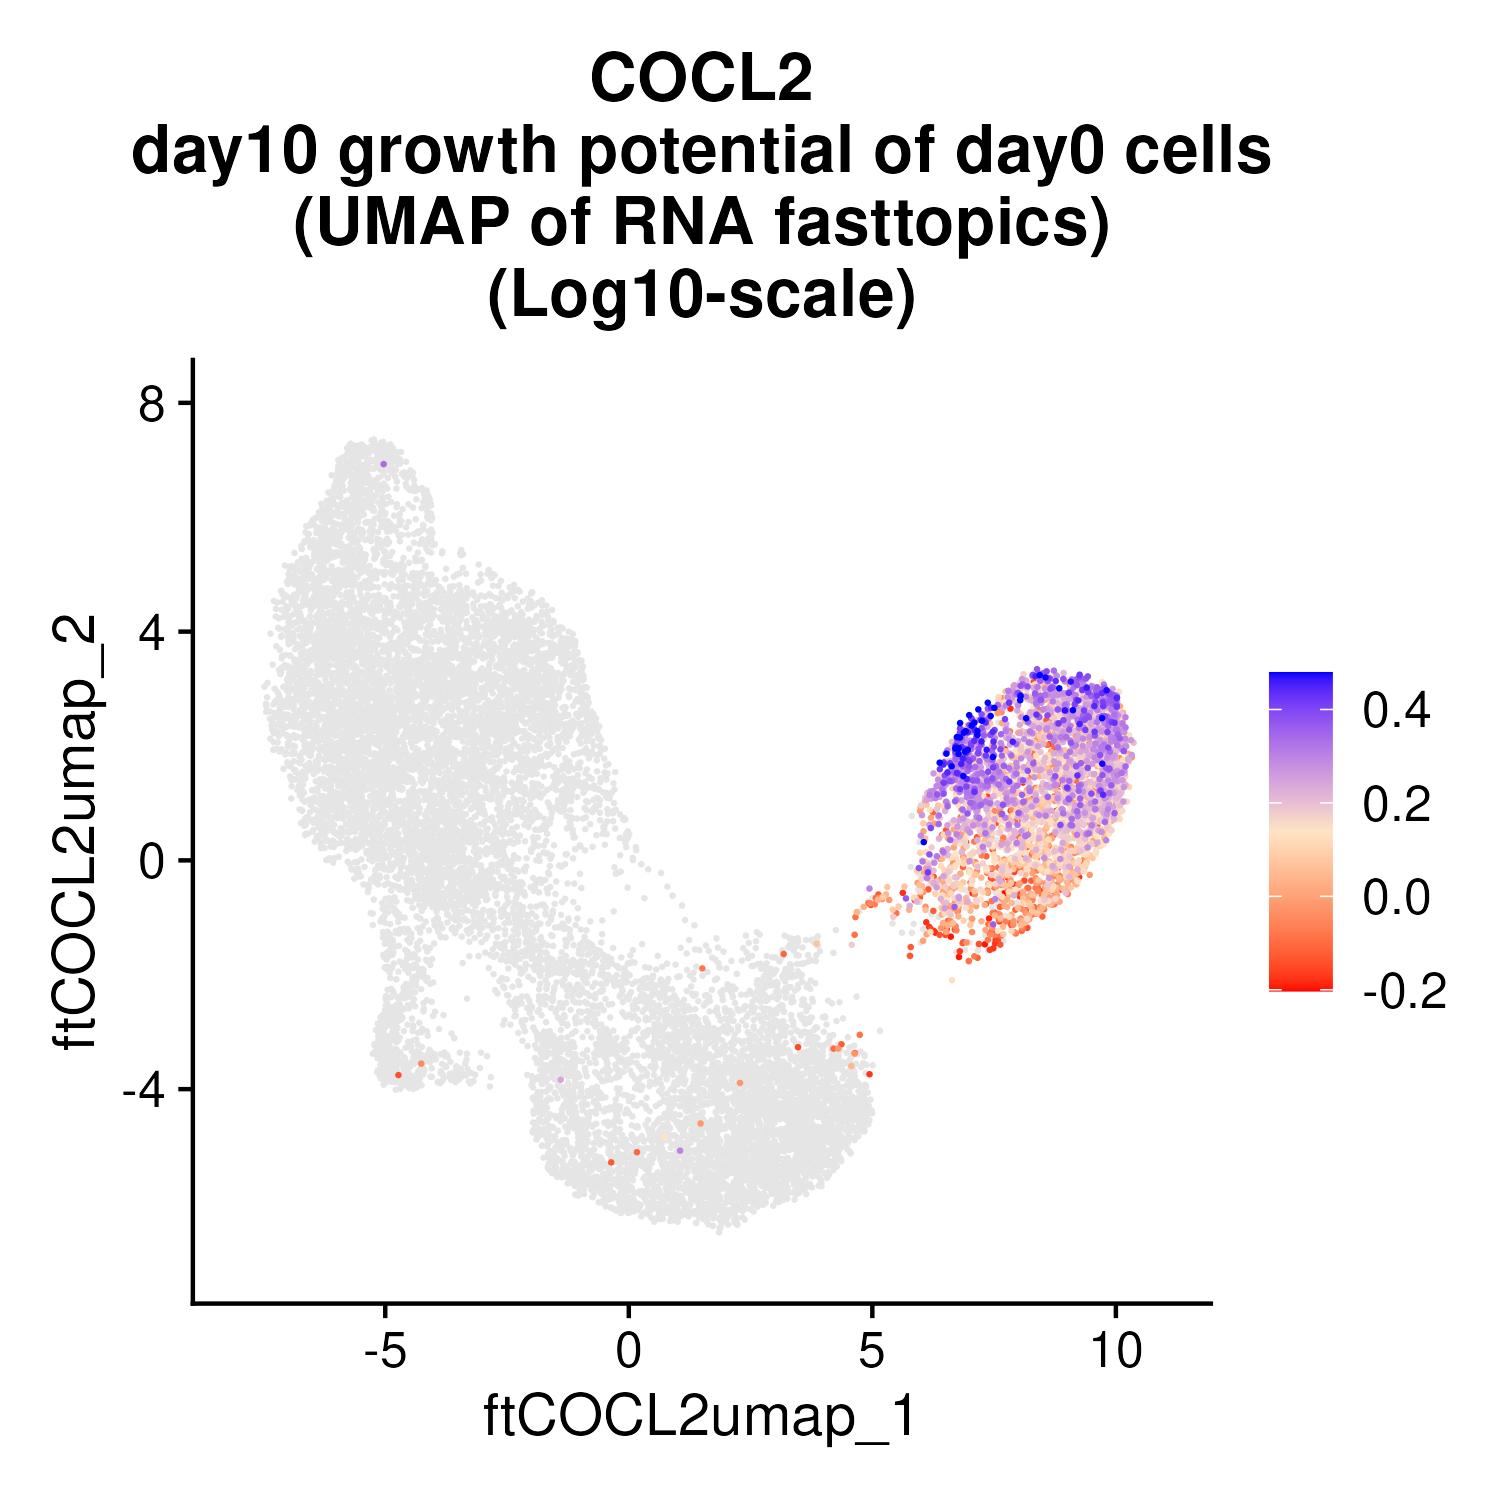 COCL2
day10 growth potential of day0 cells
(UMAP of RNA fasttopics)
(Log10-scale)
8
4
0
-4
ftCOCL2umap_2
-5
0
5
10
ftCOCL2umap_1
0.4
0.2
0.0
-0.2